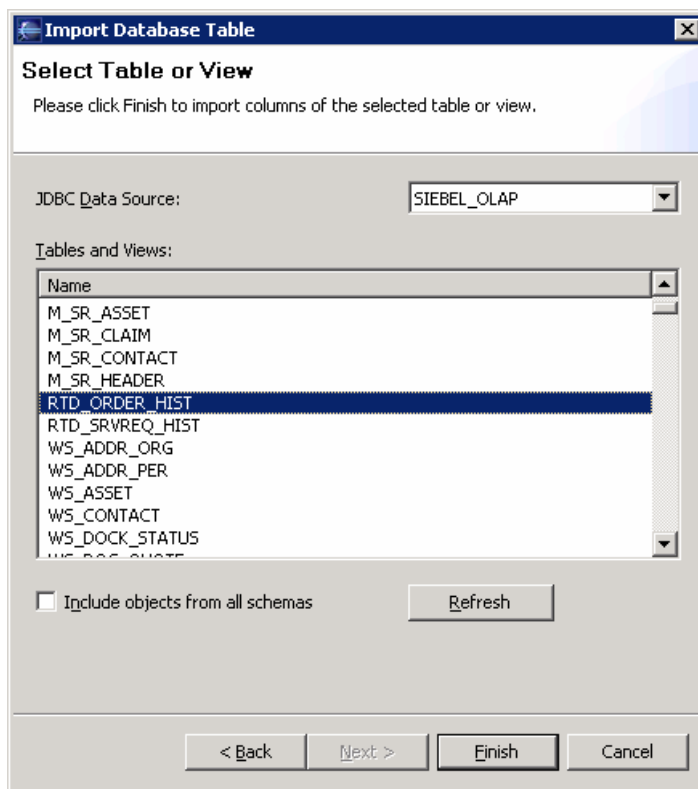 Import Database Table
Select Table or View
Please click Finish to import columns of the selected table or view.
JDBC Data Source:
SIEBEL_OLAP
Tables and Views:
Name
M_SR_ASSET
M_SR_CLAIM
M_SR_CONTACT
M_SR_HEADER
RTD_ORDER_HIST
RTD_SRVREQ_HIST
WS_ADDR_ORG
WS_ADDR_PER
WS_ASSET
WS_CONTACT
WS_DOCK_STATUS
Include objects from all schemas
Refresh
< Back
Next >
Finish
Cancel